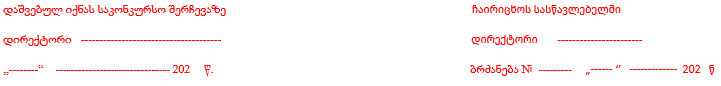 დაშვებულ იქნას საკონკურსო შერჩევაზე
დირექტორი --------------------------------------
„--------“ ------------------------------- 202 წ.
ჩაირიცხოს სასწავლებელში
დირექტორი -----------------------
ბრძანება № --------- „------ “ ------------- 202 წ